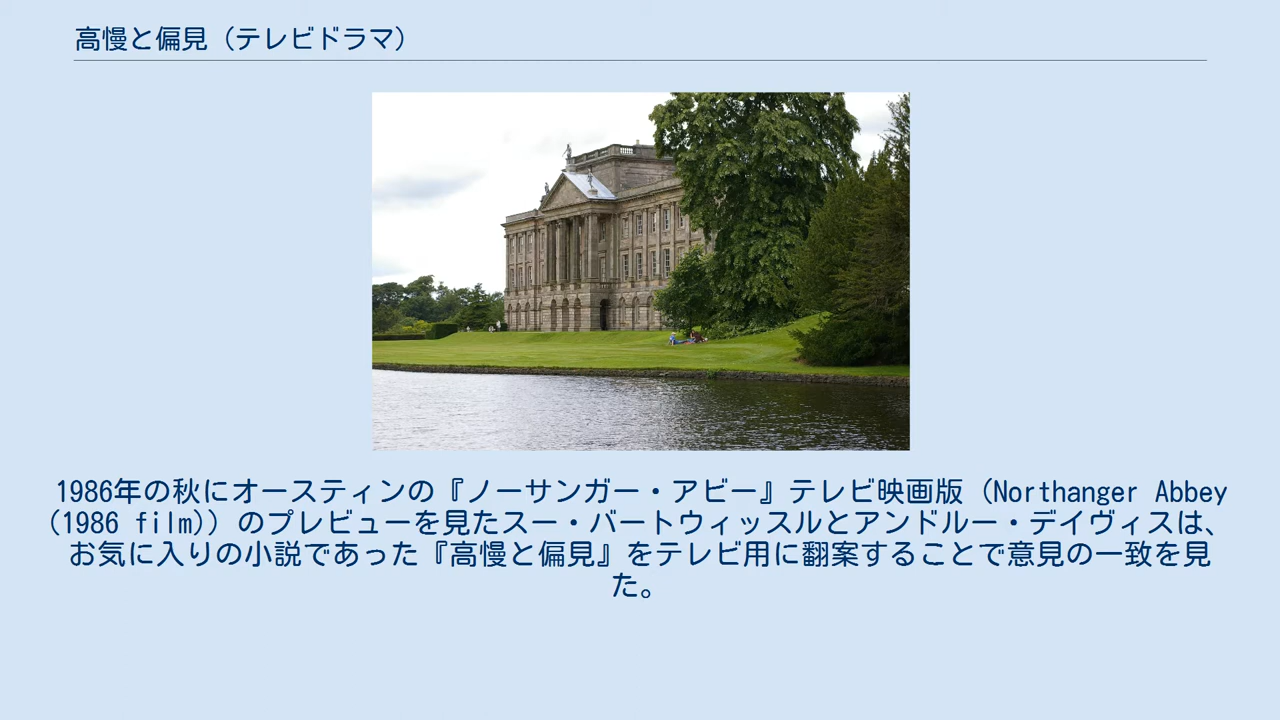 高慢と偏見（テレビドラマ）
1986年の秋にオースティンの『ノーサンガー・アビー』テレビ映画版（Northanger Abbey
(1986 film)）のプレビューを見たスー・バートウィッスルとアンドルー・デイヴィスは、
お気に入りの小説であった『高慢と偏見』をテレビ用に翻案することで意見の一致を見
た。